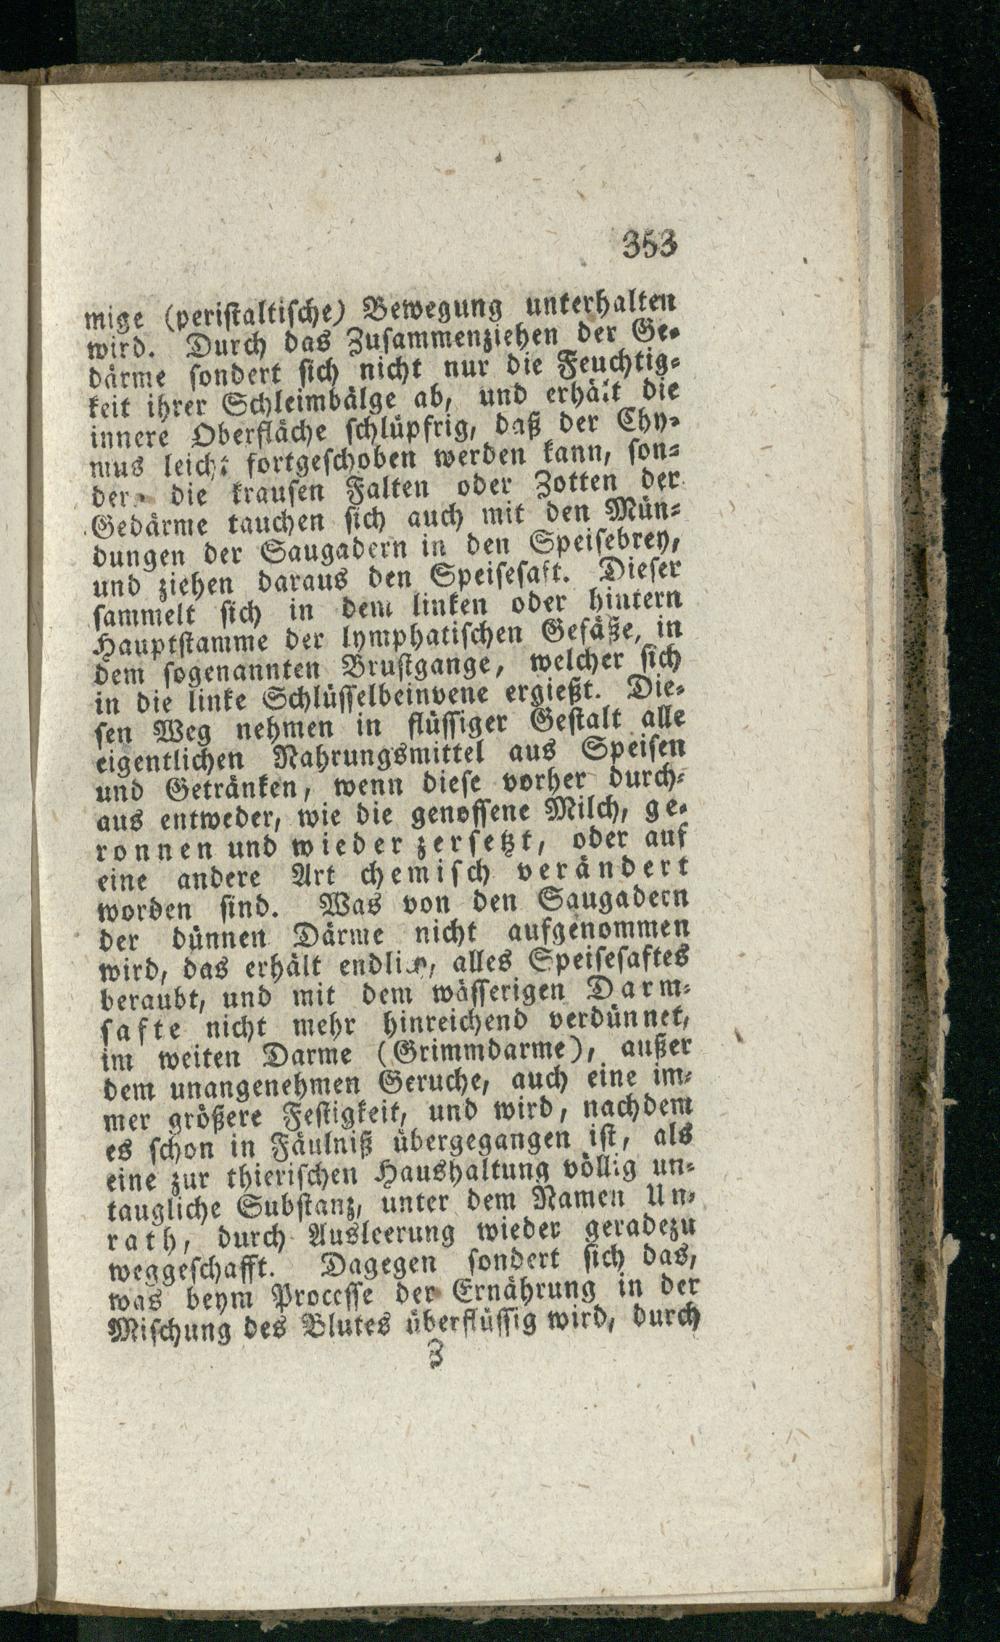 353
mige (peristaltische) Bewegung unterhalten
wird. Durch das Zusammenziehen der Ge-
därme sondert sich nicht nur die Feuchtig-
keit ihrer Schleimbälge ab, und erhält die
innere Oberfläche schlüpfrig, daß der Chy-
mus leicht fortgeschoben werden kann, son-
dern die krausen Falten oder Zotten der
Gedärme tauchen sich auch mit den Mün-
dungen der Saugadern in den Speisebrey,
und ziehen daraus den Speisesaft. Dieser
sammelt sich in dem linken oder hintern
Hauptstamme der lymphatischen Gefäße, in
dem sogenannten Brustgange, welcher sich
in die linke Schlüsselbeinvene ergießt. Die-
sen Weg nehmen in flüssiger Gestalt alle
eigentlichen Nahrungsmittel aus Speisen
und Getränken, wenn diese vorher durch-
aus entweder, wie die genossene Milch, ge-
ronnen und wieder zersetzt, oder auf
eine andere Art chemisch verändert
worden sind. Was von den Saugadern
der dünnen Därme nicht aufgenommen
wird, das erhält endlich, alles Speisesaftes
beraubt, und mit dem wässerigen Darm-
safte nicht mehr hinreichend verdünnet,
im weiten Darme (Grimmdarme), außer
dem unangenehmen Geruche, auch eine im-
mer größere Festigkeit, und wird, nachdem
es schon in Fäulniß übergegangen ist, als
eine zur thierischen Haushaltung völlig un-
taugliche Substanz, unter dem Namen Un-
rath, durch Ausleerung wieder geradezu
weggeschafft. Dagegen sondert sich das,
was beym Processe der Ernährung in der
Mischung des Blutes überflüssig wird, durch
Z